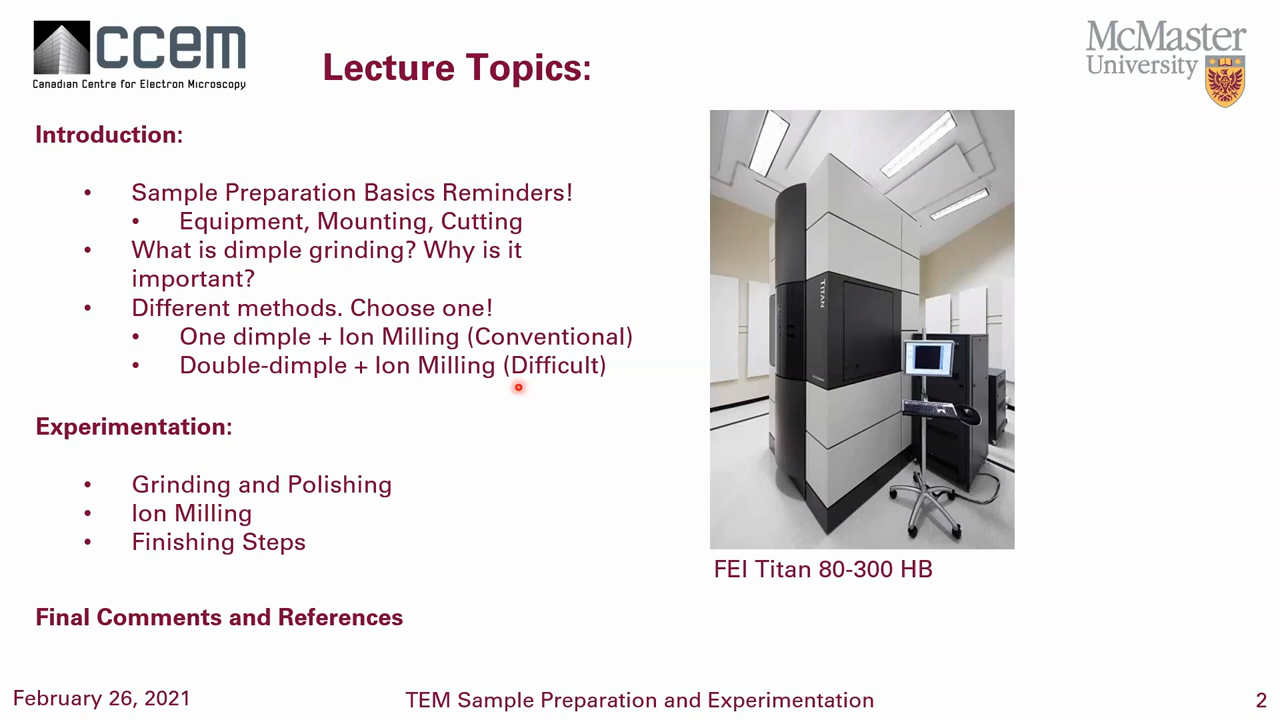 ccem
Canadian Centre for Electron Microscopy
Lecture Topics:
McMaster
University
Introduction:
• Sample Preparation Basics Reminders!
• Equipment, Mounting, Cutting
• What is dimple grinding? Why is it
important?
• Different methods. Choose one!
• One dimple + Ion Milling (Conventional)
• Double-dimple + Ion Milling (Difficult)
Experimentation:
• Grinding and Polishing
• Ion Milling
• Finishing Steps
Final Comments and References
TITAN
FEI Titan 80-300 HB
February 26, 2021
TEM Sample Preparation and Experimentation
2